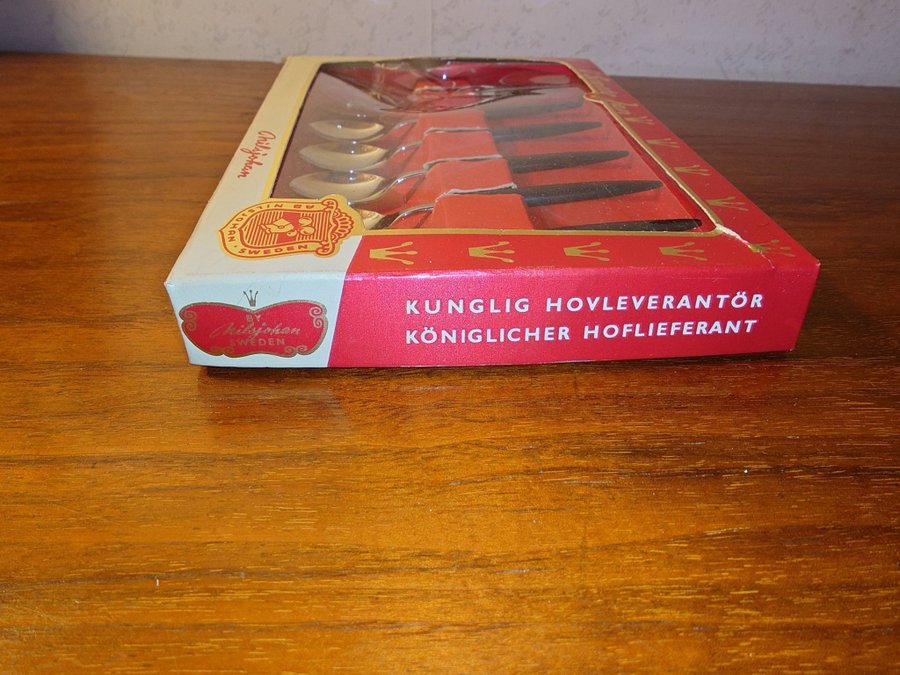 Nilsjohan
AB NILSJOHAN · SWEDEN
BY
Nilsjohan
SWEDEN
KUNGLIG HOVLEVERANTÖR
KÖNIGLICHER HOFLIEFERANT